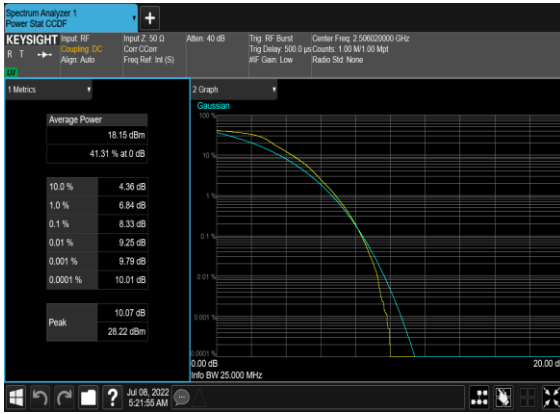 Spectrum Analyzer 1
Power Stat CCDF
KEYSIGHT
R T
Input: RF
Coupling: DC
Align: Auto
Input Z: 50 Ω
Corr CCorr
Freq Ref: Int (S)
Atten: 40 dB
Trig: RF Burst
Trig Delay: 500.0 µs
#IF Gain: Low
Center Freq: 2.506020000 GHz
Counts: 1.00 M/1.00 Mpt
Radio Std: None
1 Metrics
Average Power
18.15 dBm
41.31 % at 0 dB
10.0 % 4.36 dB
1.0 % 6.84 dB
0.1 % 8.33 dB
0.01 % 9.25 dB
0.001 % 9.79 dB
0.0001 % 10.01 dB
Peak
10.07 dB
28.22 dBm
2 Graph
Gaussian
100 %
10 %
1 %
0.1 %
0.01 %
0.001 %
0.0001 %
0.00 dB
20.00 d
Info BW 25.000 MHz
Jul 08, 2022
5:21:55 AM